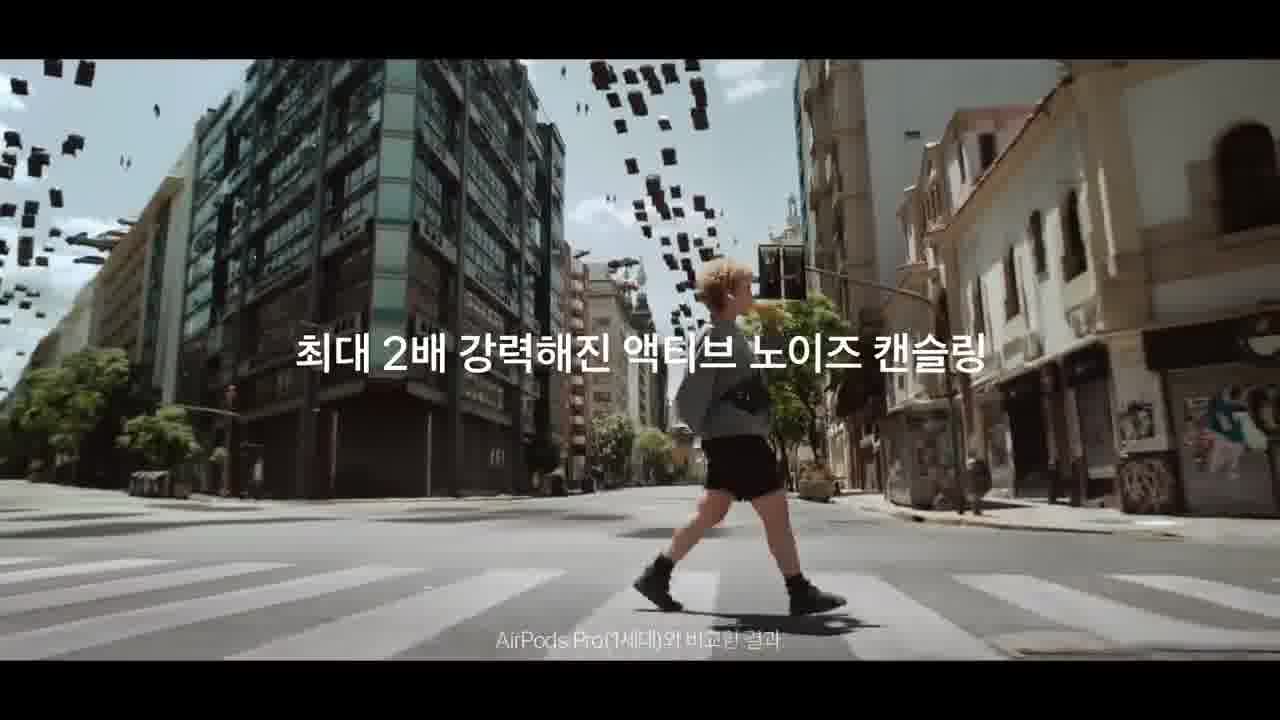 최대 2배 강력해진 액티브 노이즈 캔슬링
AirPods Pro(1세대)와 비교한 결과.